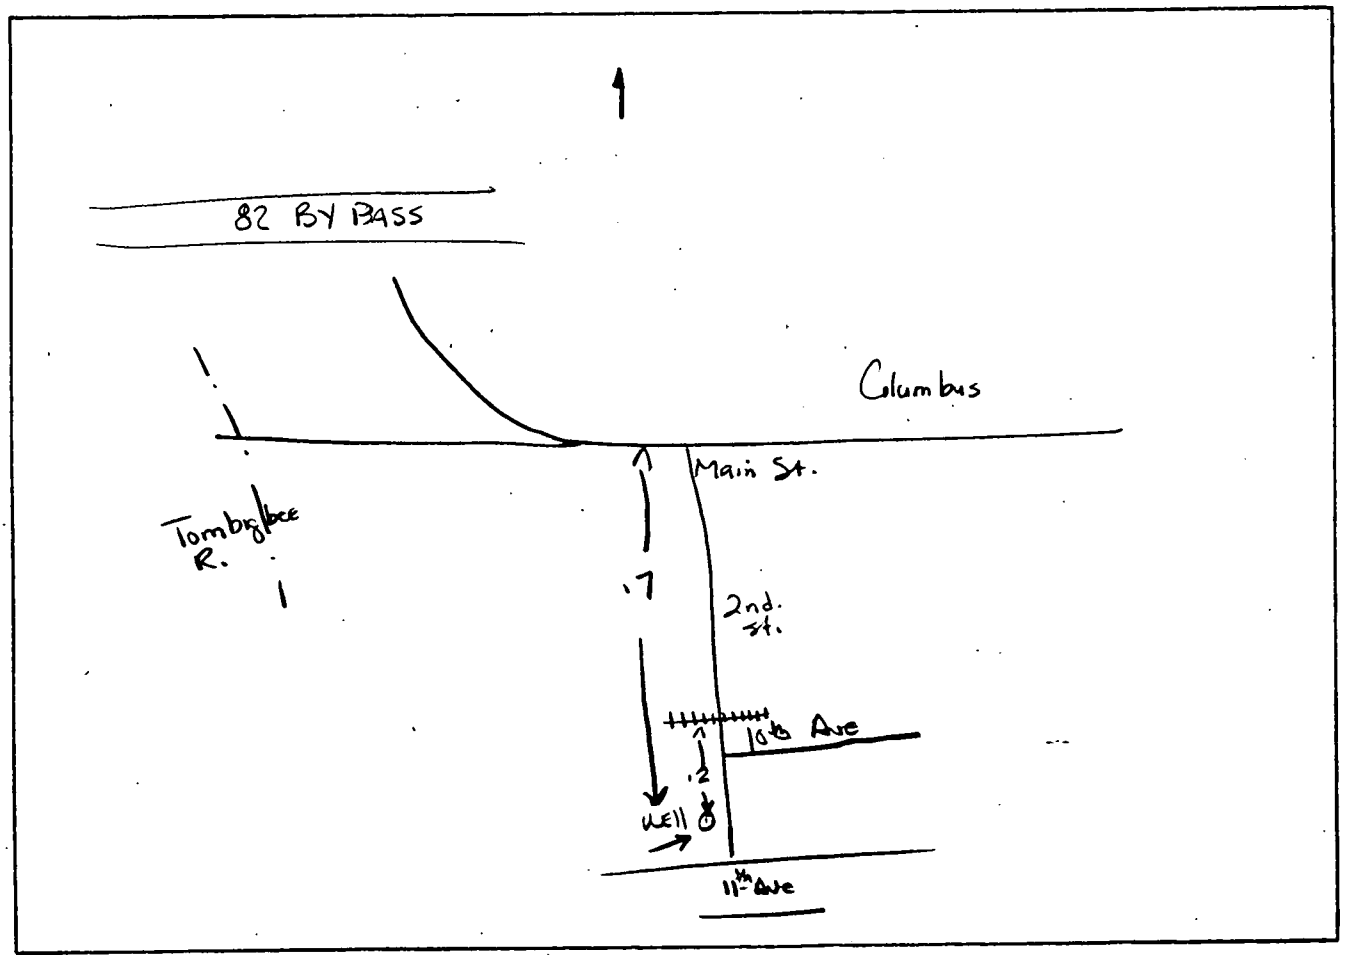 82 BY PASS
Columbus
Main St.
Tombigbee
R.
.7
2nd.
st.
10th Ave
.2
WEll
11th Ave